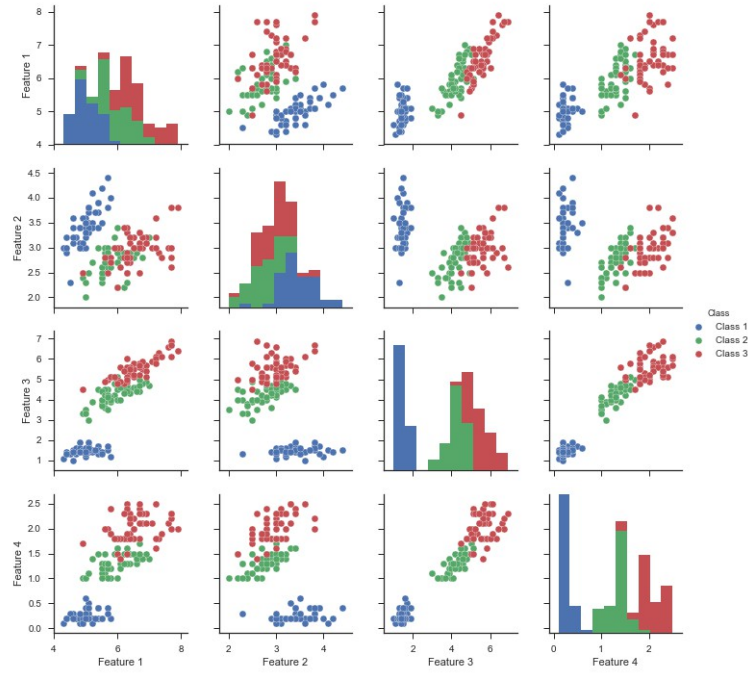 Feature 1
8
7
6
5
4
Feature 2
4.5
4.0
3.5
3.0
2.5
2.0
Class
Class 1
Class 2
Class 3
Feature 3
7
6
5
4
3
2
1
Feature 4
2.5
2.0
1.5
1.0
0.5
0.0
4 6 8
2 3 4
2 4 6
0 1 2
Feature 1
Feature 2
Feature 3
Feature 4